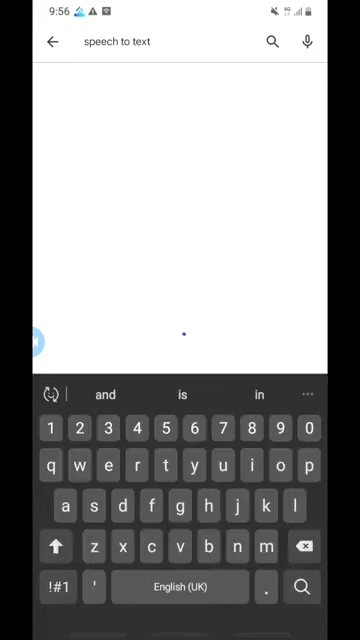 9:56 4G
speech to text
and is in
1 2 3 4 5 6 7 8 9 0
q w e r t y u i o p
a s d f g h j k l
z x c v b n m
!#1 ' English (UK) .